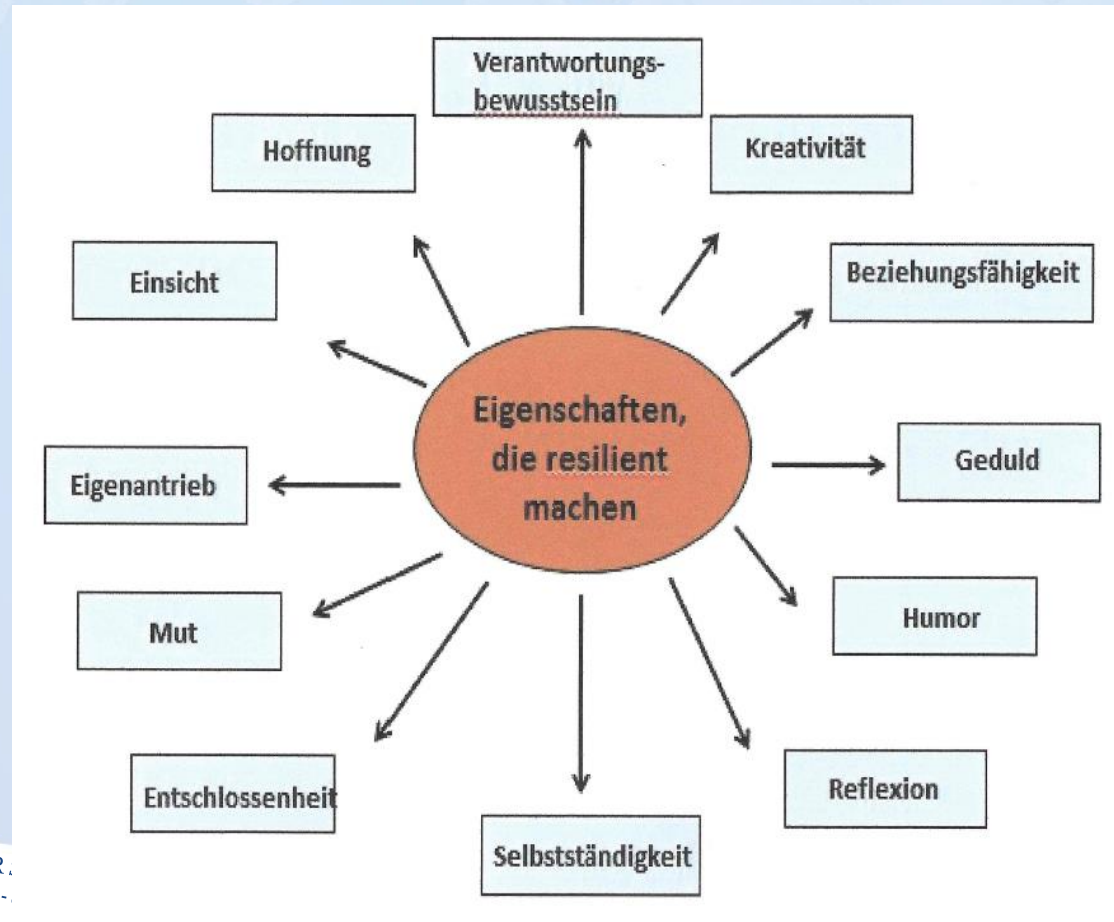 Verantwortungs-
bewusstsein
Hoffnung
Kreativität
Einsicht
Beziehungsfähigkeit
Eigenschaften,
die resilient
machen
Eigenantrieb
Geduld
Mut
Humor
Entschlossenheit
Reflexion
Selbstständigkeit